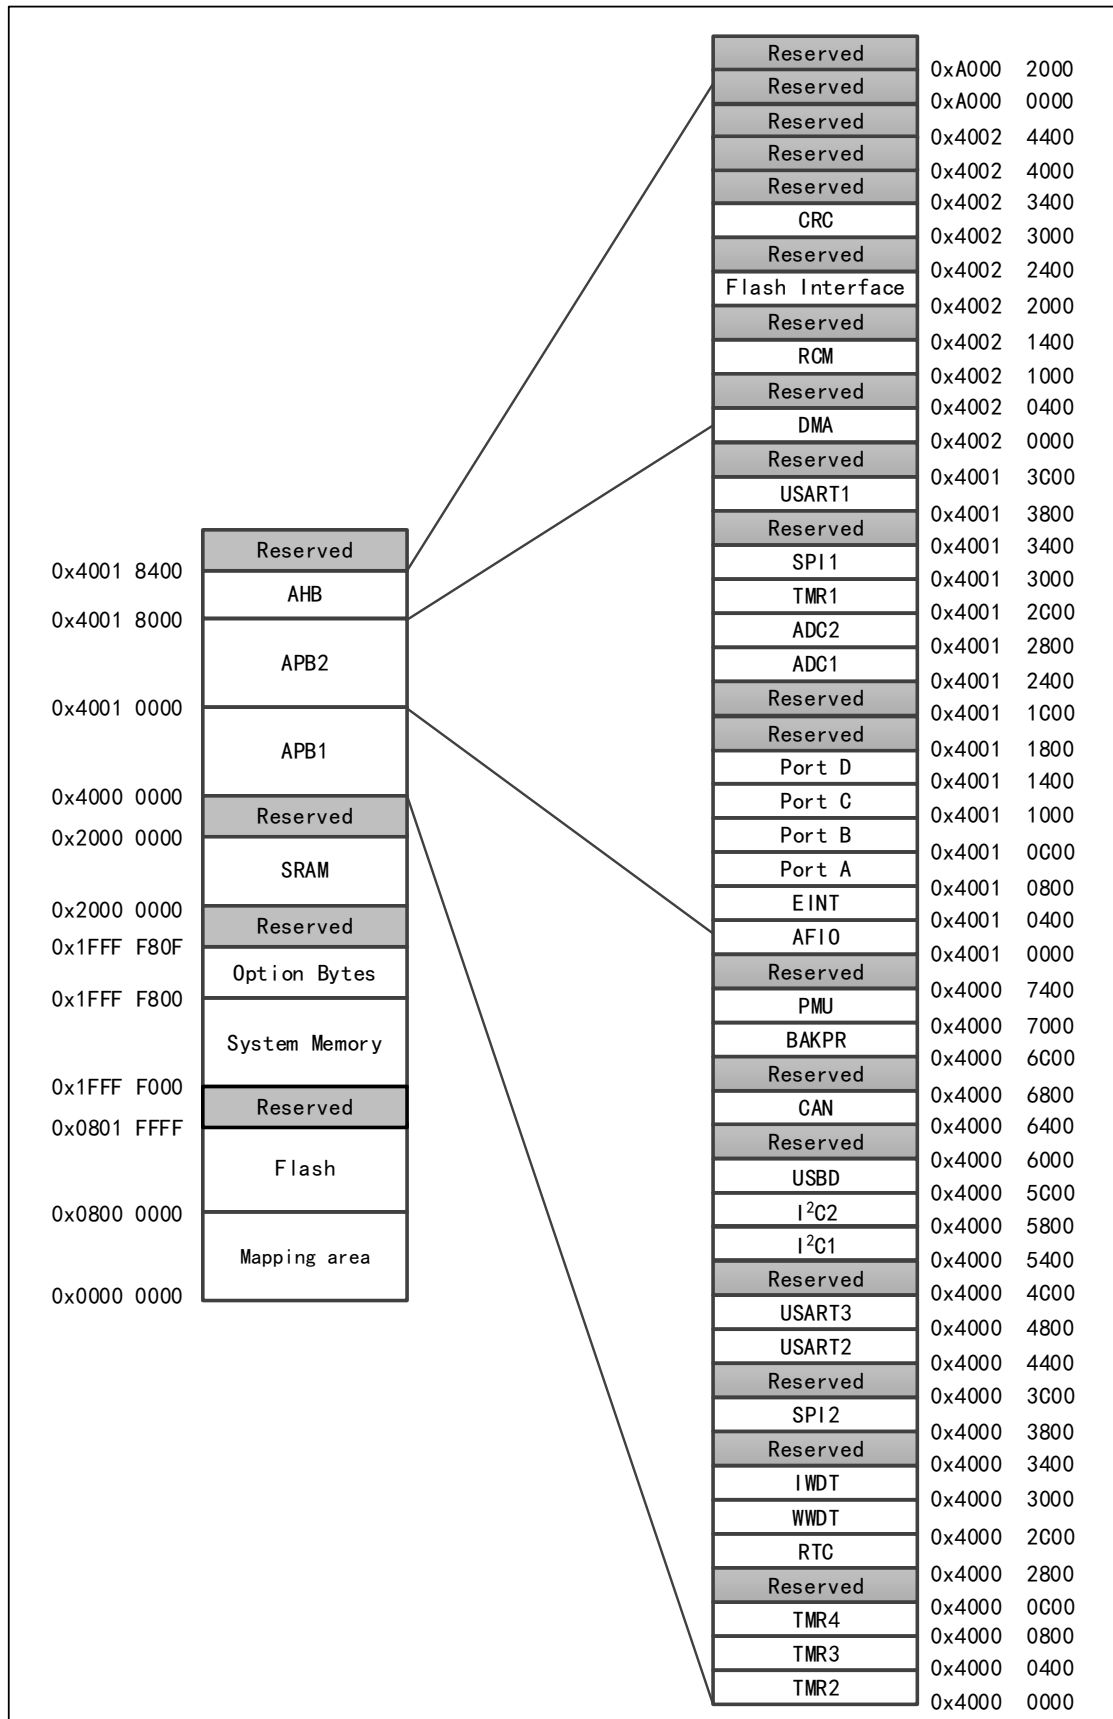 Reserved
0x4001 8400
AHB
0x4001 8000
APB2
0x4001 0000
APB1
0x4000 0000
Reserved
0x2000 0000
SRAM
0x2000 0000
Reserved
0x1FFF F80F
Option Bytes
0x1FFF F800
System Memory
0x1FFF F000
Reserved
0x0801 FFFF
Flash
0x0800 0000
Mapping area
0x0000 0000
Reserved
0xA000 2000
Reserved
0xA000 0000
Reserved
0x4002 4400
Reserved
0x4002 4000
Reserved
0x4002 3400
CRC
0x4002 3000
Reserved
0x4002 2400
Flash Interface
0x4002 2000
Reserved
0x4002 1400
RCM
0x4002 1000
Reserved
0x4002 0400
DMA
0x4002 0000
Reserved
0x4001 3C00
USART1
0x4001 3800
Reserved
0x4001 3400
SPI1
0x4001 3000
TMR1
0x4001 2C00
ADC2
0x4001 2800
ADC1
0x4001 2400
Reserved
0x4001 1C00
Reserved
0x4001 1800
Port D
0x4001 1400
Port C
0x4001 1000
Port B
0x4001 0C00
Port A
0x4001 0800
EINT
0x4001 0400
AFIO
0x4001 0000
Reserved
0x4000 7400
PMU
0x4000 7000
BAKPR
0x4000 6C00
Reserved
0x4000 6800
CAN
0x4000 6400
Reserved
0x4000 6000
USBD
0x4000 5C00
I²C2
0x4000 5800
I²C1
0x4000 5400
Reserved
0x4000 4C00
USART3
0x4000 4800
USART2
0x4000 4400
Reserved
0x4000 3C00
SPI2
0x4000 3800
Reserved
0x4000 3400
IWDT
0x4000 3000
WWDT
0x4000 2C00
RTC
0x4000 2800
Reserved
0x4000 0C00
TMR4
0x4000 0800
TMR3
0x4000 0400
TMR2
0x4000 0000